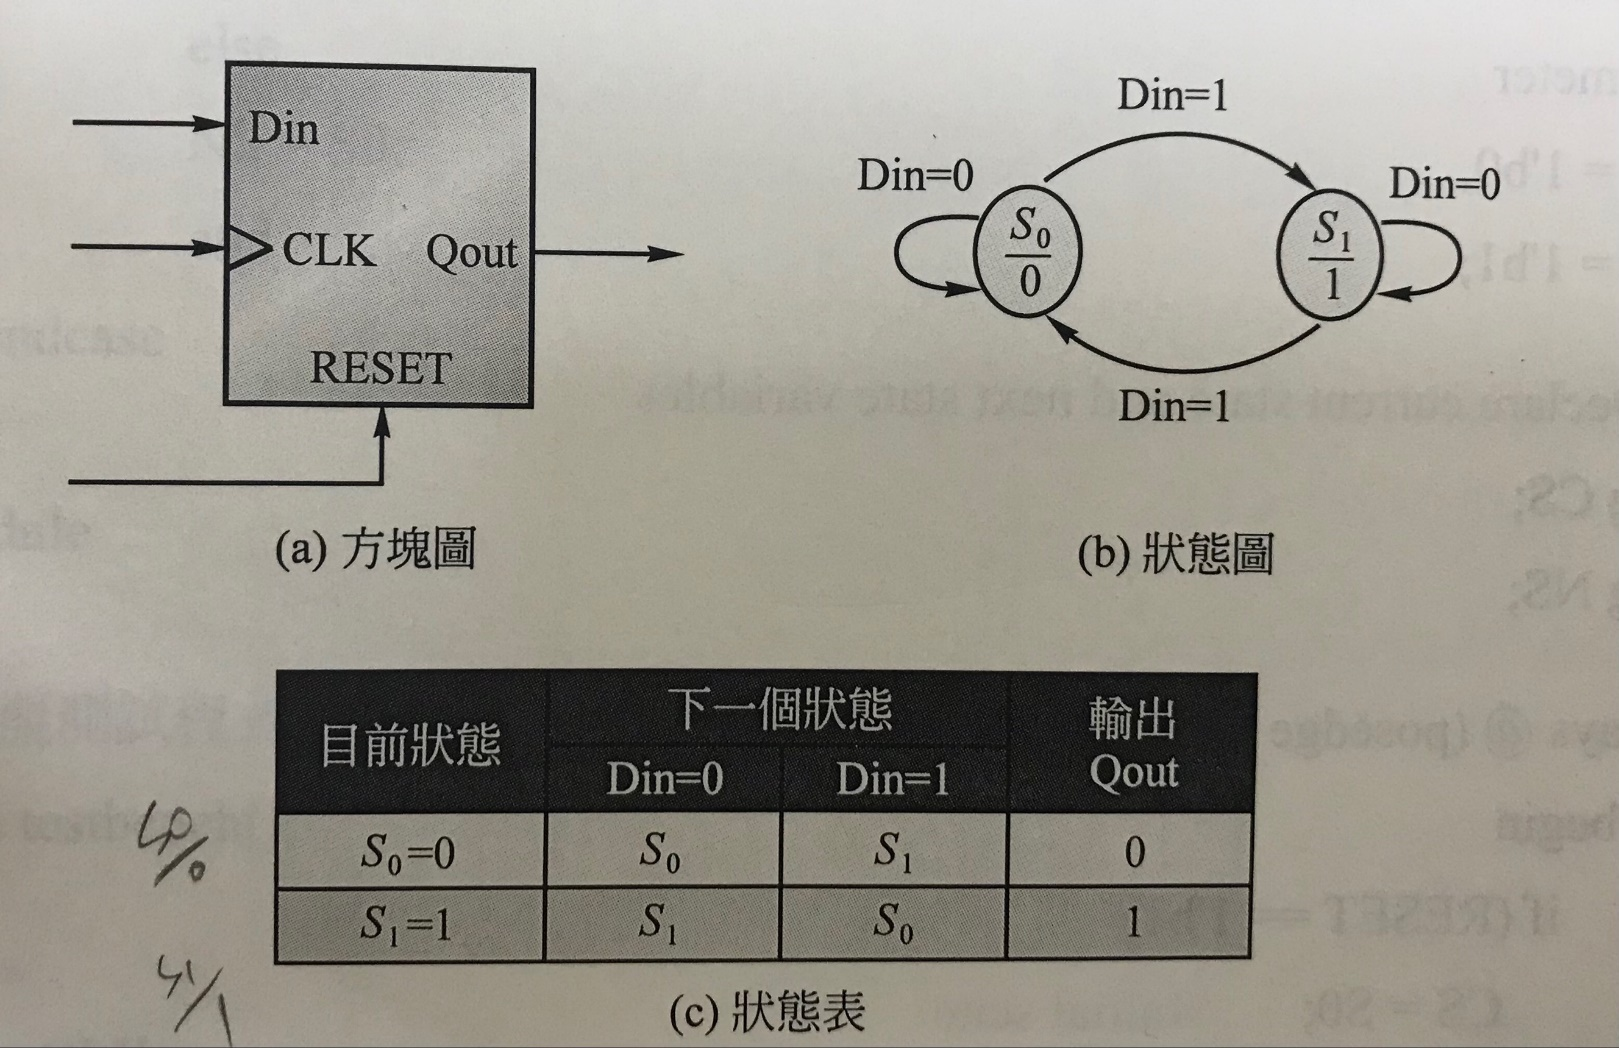 Din
CLK Qout
RESET
(a) 方塊圖
Din=1
Din=0
Din=0
S₀
0
S₁
1
Din=1
(b) 狀態圖
目前狀態 下一個狀態 輸出 Qout
Din=0 Din=1
S₀=0 S₀ S₁ 0
S₁=1 S₁ S₀ 1
(c) 狀態表